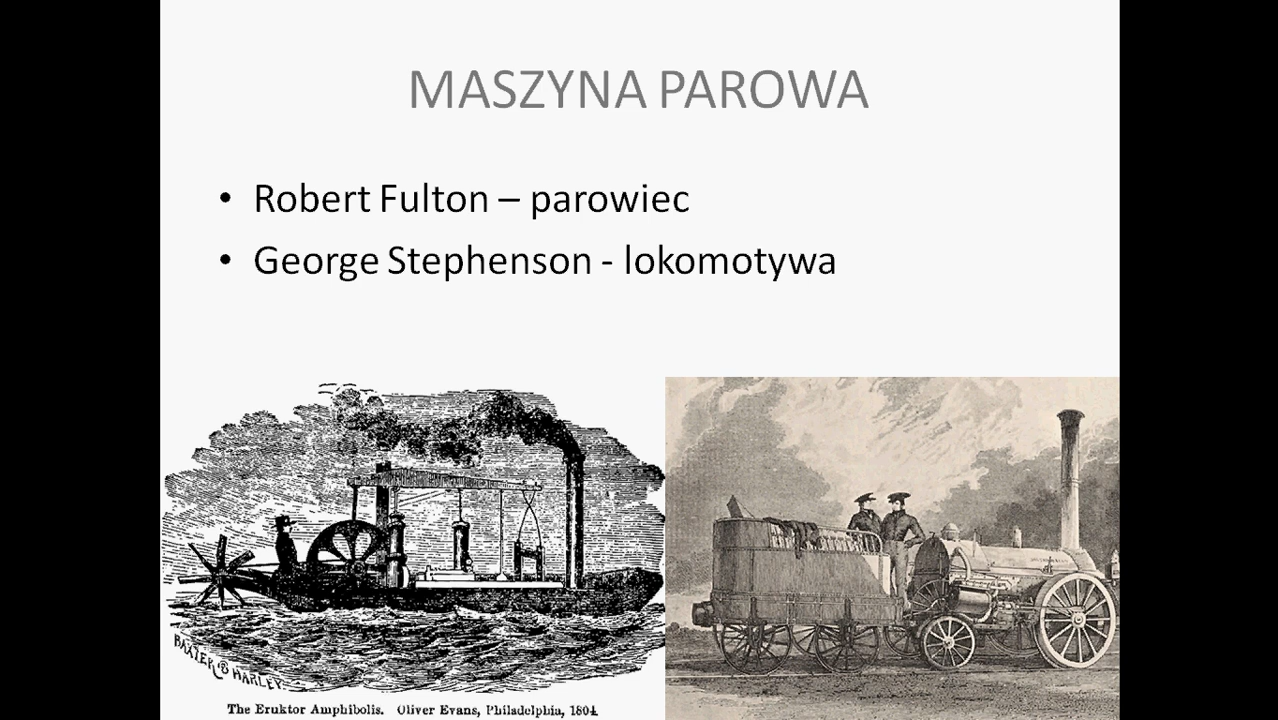 MASZYNA PAROWA
• Robert Fulton – parowiec
• George Stephenson - lokomotywa
BAXTER & HARLEY.
The Eruktor Amphibolis. Oliver Evans, Philadelphia, 1804.